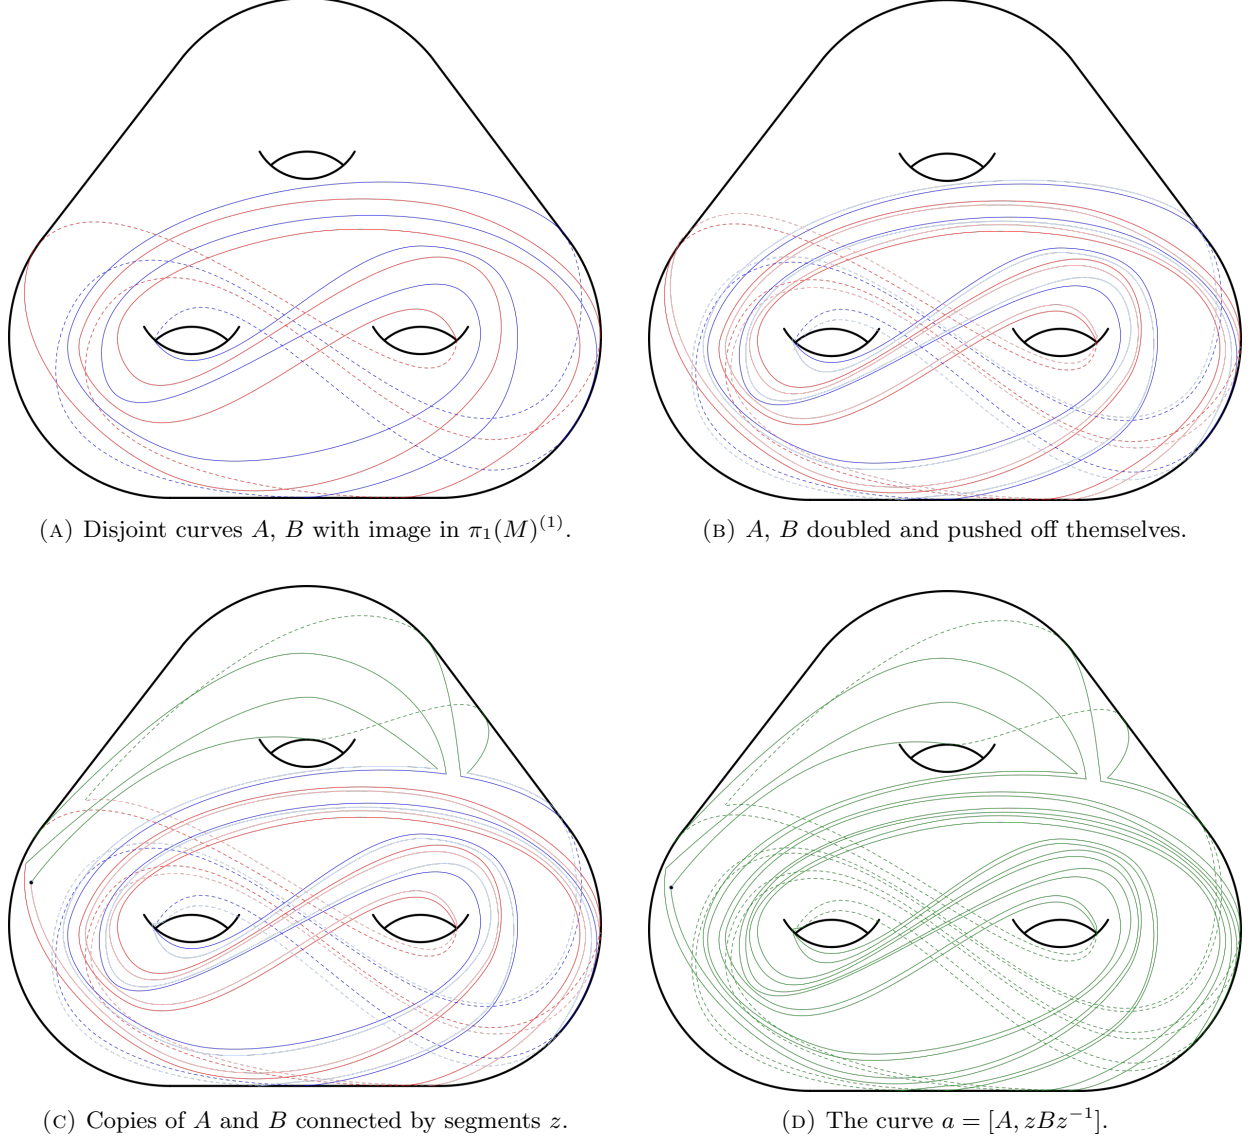 (A) Disjoint curves A, B with image in π₁(M)⁽¹⁾.
(B) A, B doubled and pushed off themselves.
(C) Copies of A and B connected by segments z.
(D) The curve a = [A, zBz⁻¹].